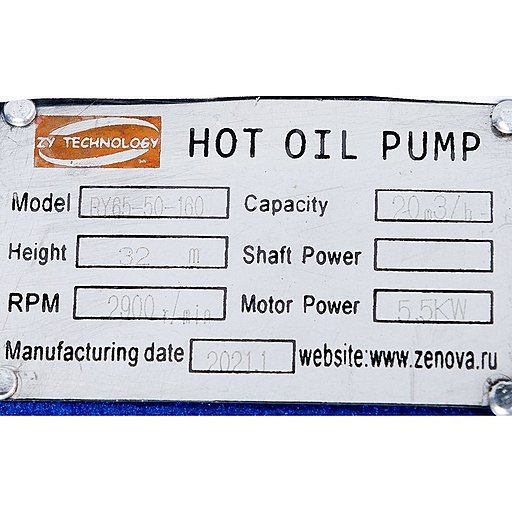 ZY TECHNOLOGY
HOT OIL PUMP
Model RY65-50-160 Capacity 20m3/h
Height 32 m Shaft Power
RPM 2900r/min Motor Power 5.5KW
Manufacturing date 2021.1 website:www.zenova.ru